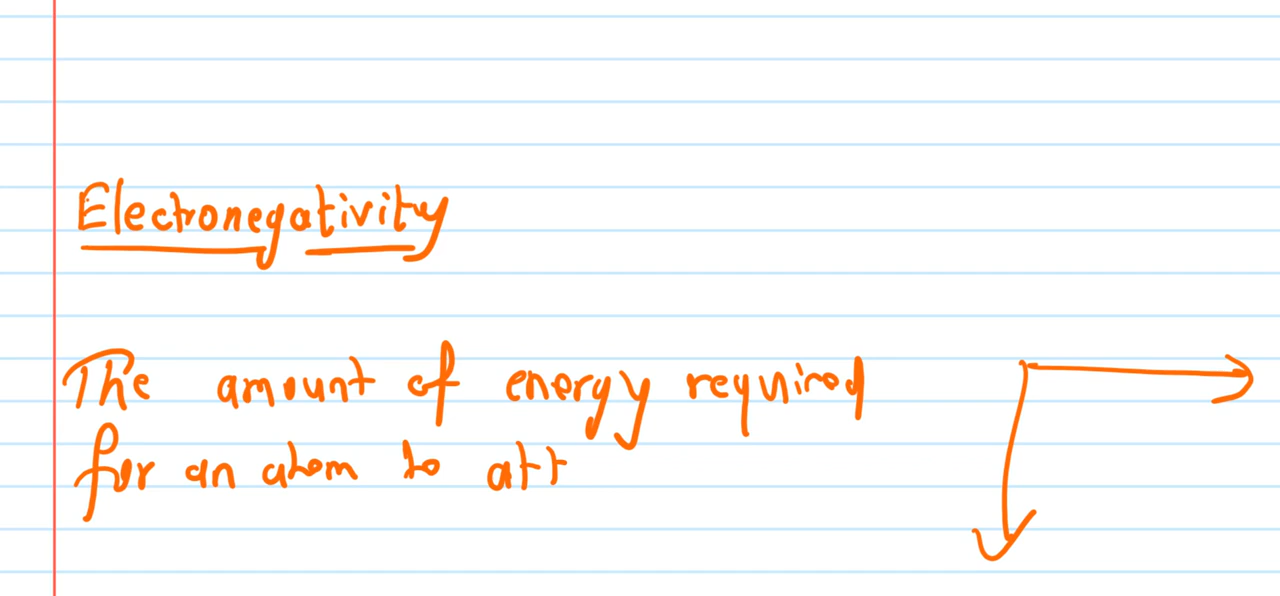 Electronegativity
The amount of energy required
for an atom to att